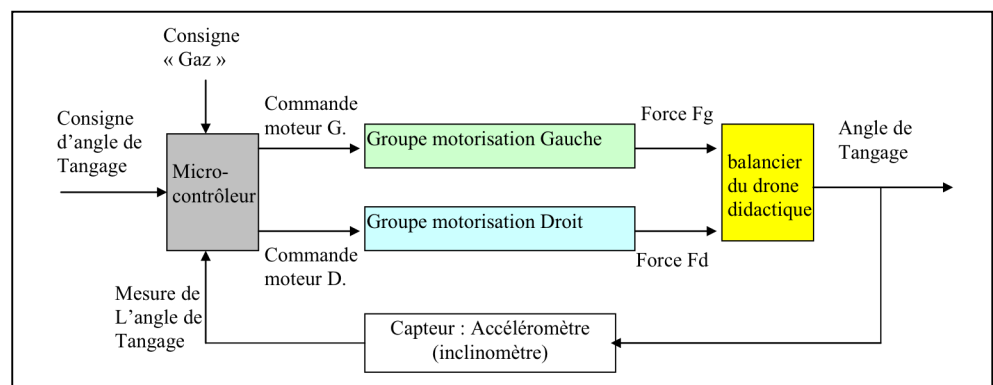 Consigne
« Gaz »
Consigne
d'angle de
Tangage
Micro-
contrôleur
Commande
moteur G.
Groupe motorisation Gauche
Force Fg
balancier
du drone
didactique
Angle de
Tangage
Commande
moteur D.
Groupe motorisation Droit
Force Fd
Mesure de
L'angle de
Tangage
Capteur : Accéléromètre
(inclinomètre)